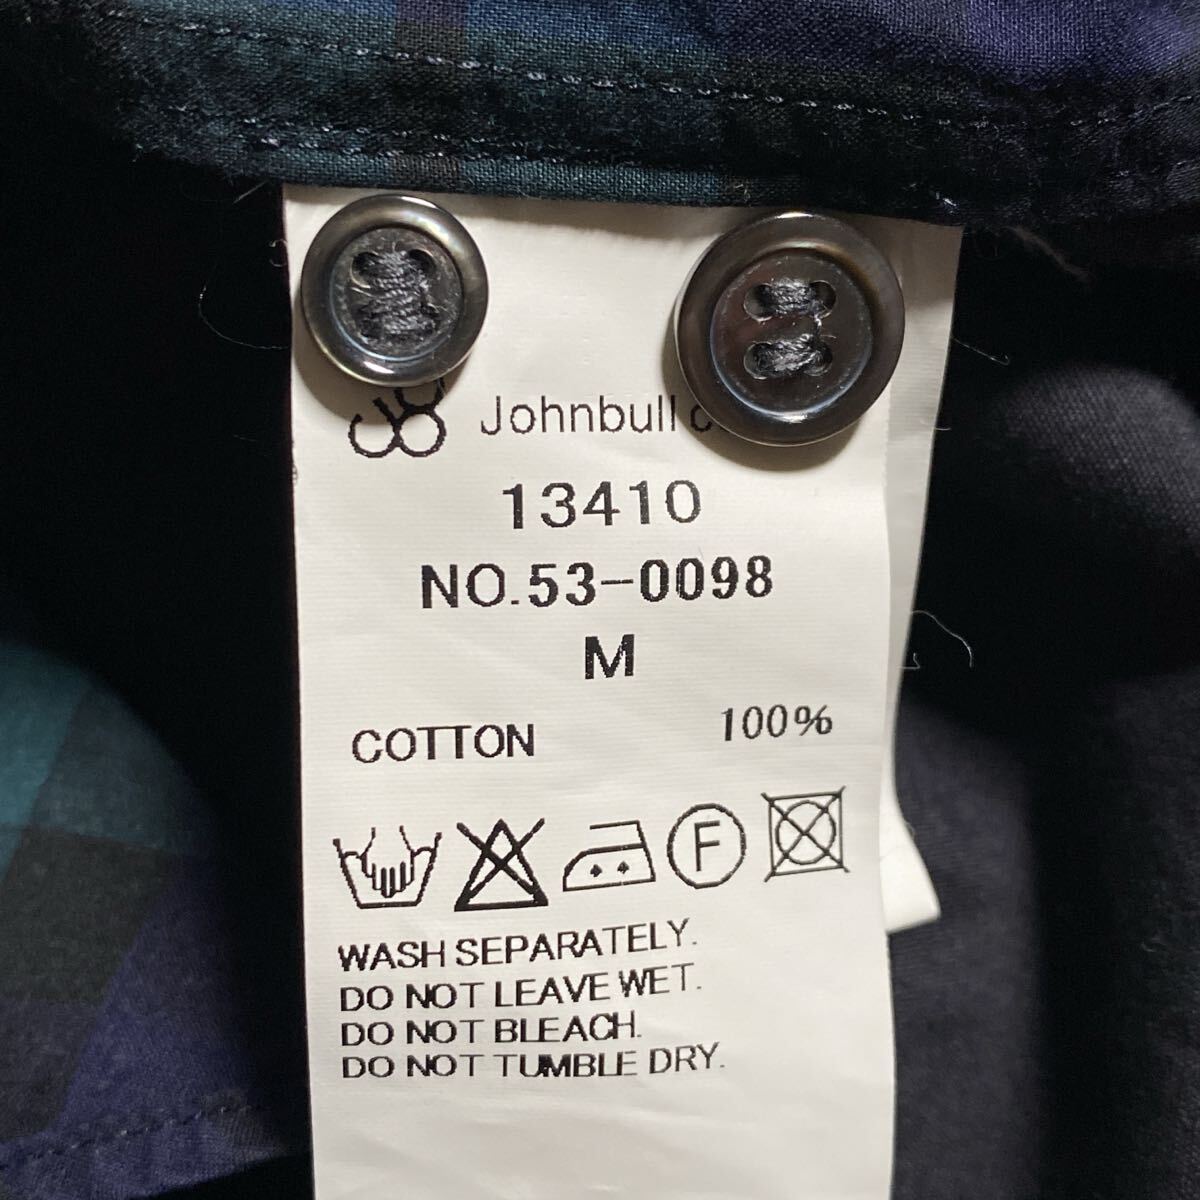 Johnbull
13410
NO.53-0098
M
COTTON 100%
F
WASH SEPARATELY.
DO NOT LEAVE WET.
DO NOT BLEACH.
DO NOT TUMBLE DRY.